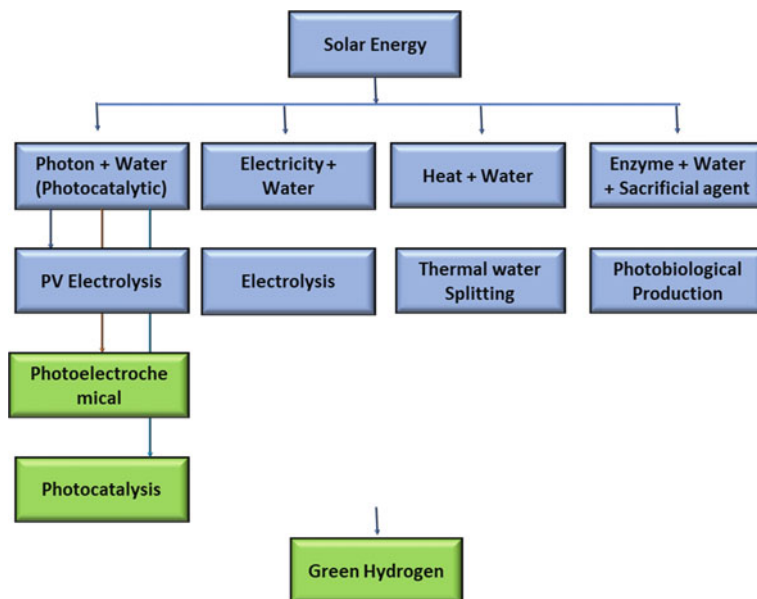 Solar Energy
Photon + Water
(Photocatalytic)
Electricity +
Water
Heat + Water
Enzyme + Water
+ Sacrificial agent
PV Electrolysis
Electrolysis
Thermal water
Splitting
Photobiological
Production
Photoelectroche
mical
Photocatalysis
Green Hydrogen